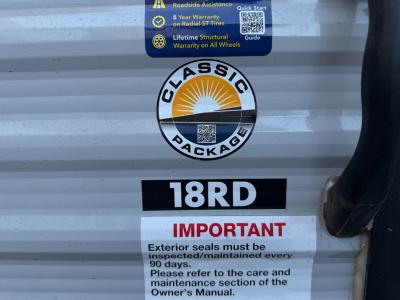 Roadside Assistance
5 Year Warranty
on Radial ST Tires
Lifetime Structural
Warranty on All Wheels
Quick Start
Guide
CLASSIC
PACKAGE
18RD
IMPORTANT
Exterior seals must be
inspected/maintained every
90 days.
Please refer to the care and
maintenance section of the
Owner's Manual.